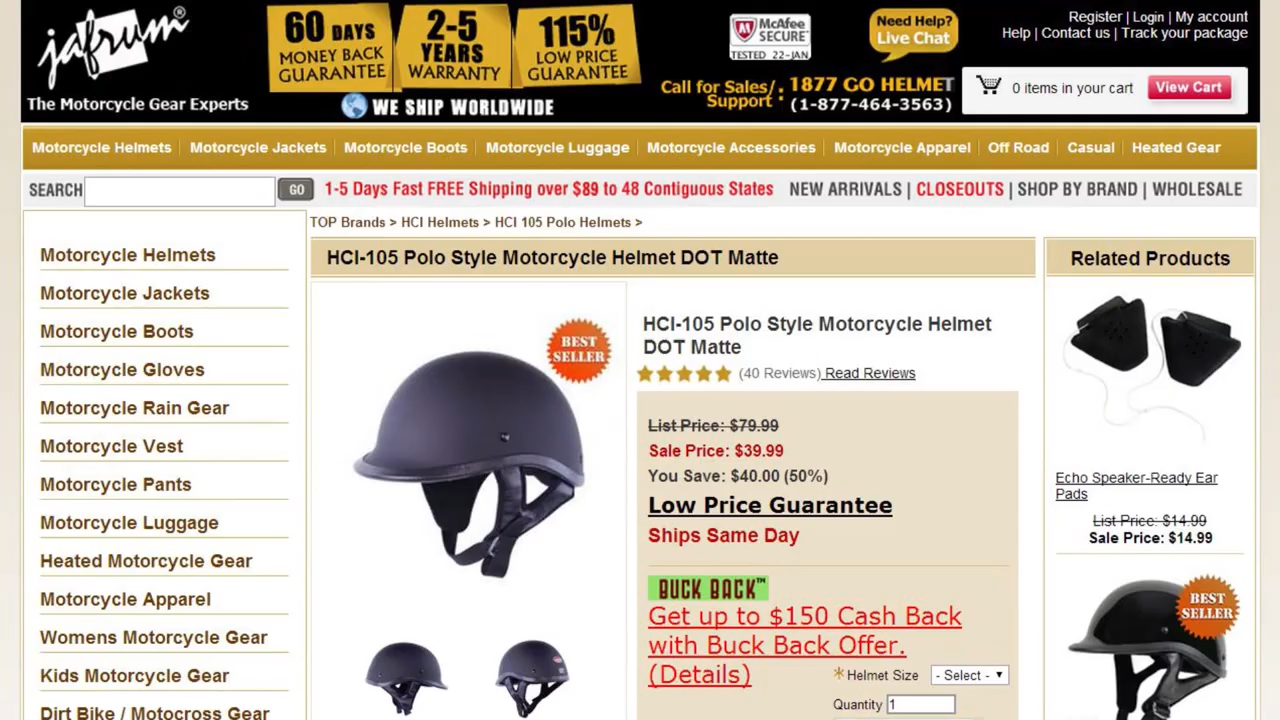 jafrum®
The Motorcycle Gear Experts
60 DAYS
MONEY BACK
GUARANTEE
2-5
YEARS
WARRANTY
115%
LOW PRICE
GUARANTEE
WE SHIP WORLDWIDE
McAfee
SECURE
TESTED 22-JAN
Need Help?
Live Chat
Call for Sales/
Support :
1877 GO HELMET
(1-877-464-3563)
Register | Login | My account
Help | Contact us | Track your package
0 items in your cart
View Cart
Motorcycle Helmets Motorcycle Jackets Motorcycle Boots Motorcycle Luggage Motorcycle Accessories Motorcycle Apparel Off Road Casual Heated Gear
SEARCH GO 1-5 Days Fast FREE Shipping over $89 to 48 Contiguous States NEW ARRIVALS | CLOSEOUTS | SHOP BY BRAND | WHOLESALE
TOP Brands > HCI Helmets > HCI 105 Polo Helmets >
Motorcycle Helmets
Motorcycle Jackets
Motorcycle Boots
Motorcycle Gloves
Motorcycle Rain Gear
Motorcycle Vest
Motorcycle Pants
Motorcycle Luggage
Heated Motorcycle Gear
Motorcycle Apparel
Womens Motorcycle Gear
Kids Motorcycle Gear
Dirt Bike / Motocross Gear
HCI-105 Polo Style Motorcycle Helmet DOT Matte
BEST
SELLER
HCI-105 Polo Style Motorcycle Helmet
DOT Matte
(40 Reviews) Read Reviews
List Price: $79.99
Sale Price: $39.99
You Save: $40.00 (50%)
Low Price Guarantee
Ships Same Day
BUCK BACK™
Get up to $150 Cash Back
with Buck Back Offer.
(Details)
*Helmet Size - Select -
Quantity 1
Related Products
Echo Speaker-Ready Ear
Pads
List Price: $14.99
Sale Price: $14.99
BEST
SELLER